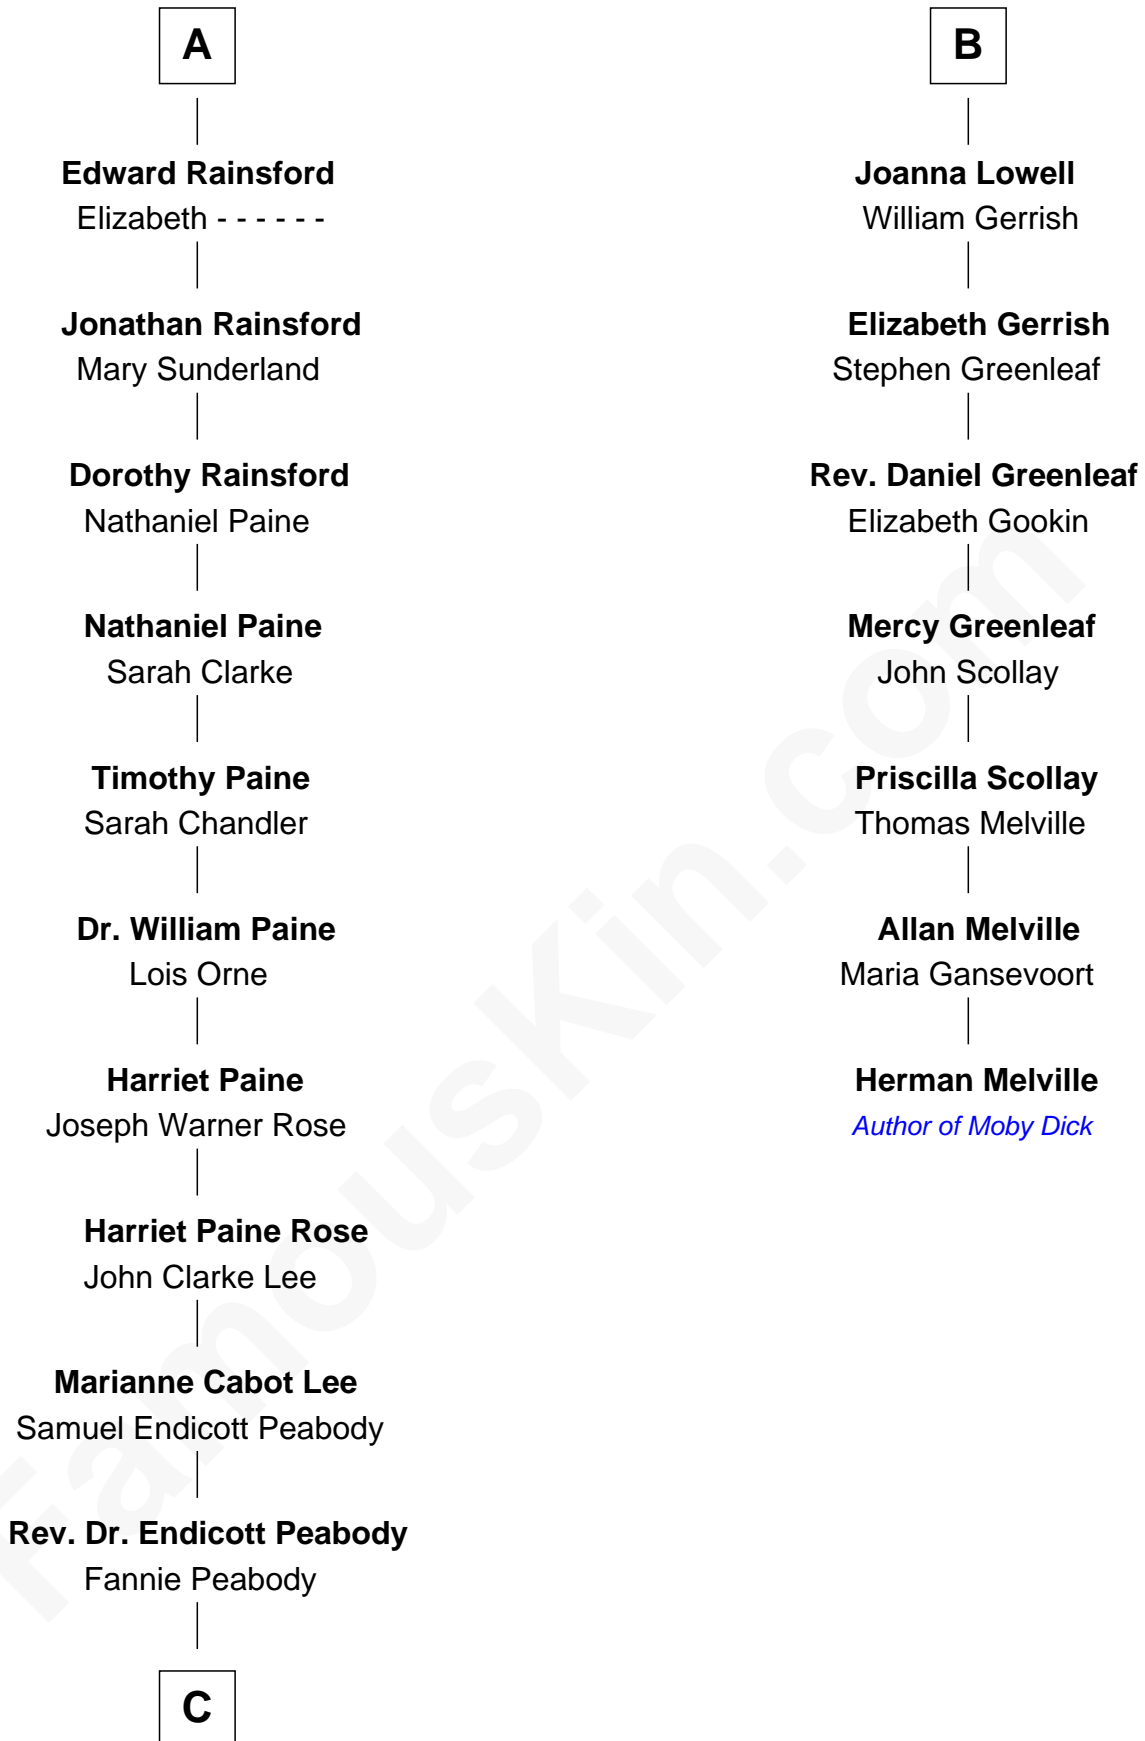 A
Edward Rainsford
Elizabeth - - - - - -
Jonathan Rainsford
Mary Sunderland
Dorothy Rainsford
Nathaniel Paine
Nathaniel Paine
Sarah Clarke
Timothy Paine
Sarah Chandler
Dr. William Paine
Lois Orne
Harriet Paine
Joseph Warner Rose
Harriet Paine Rose
John Clarke Lee
Marianne Cabot Lee
Samuel Endicott Peabody
Rev. Dr. Endicott Peabody
Fannie Peabody
C
B
Joanna Lowell
William Gerrish
Elizabeth Gerrish
Stephen Greenleaf
Rev. Daniel Greenleaf
Elizabeth Gookin
Mercy Greenleaf
John Scollay
Priscilla Scollay
Thomas Melville
Allan Melville
Maria Gansevoort
Herman Melville
Author of Moby Dick
FamousKin.com